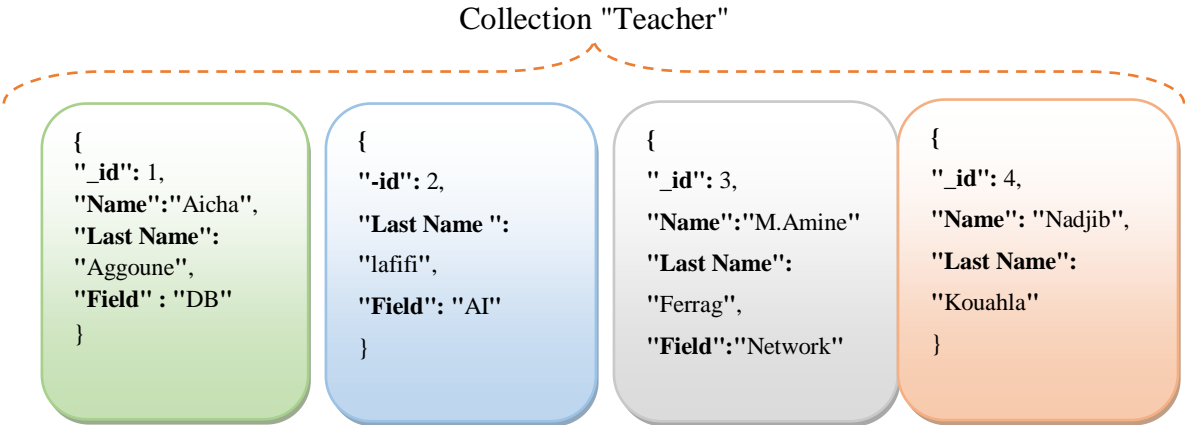 Collection "Teacher"
{
"_id": 1,
"Name":"Aicha",
"Last Name":
"Aggoune",
"Field" : "DB"
}
{
"-id": 2,
"Last Name ":
"lafifi",
"Field": "AI"
}
{
"_id": 3,
"Name":"M.Amine"
"Last Name":
"Ferrag",
"Field":"Network"
{
"_id": 4,
"Name": "Nadjib",
"Last Name":
"Kouahla"
}